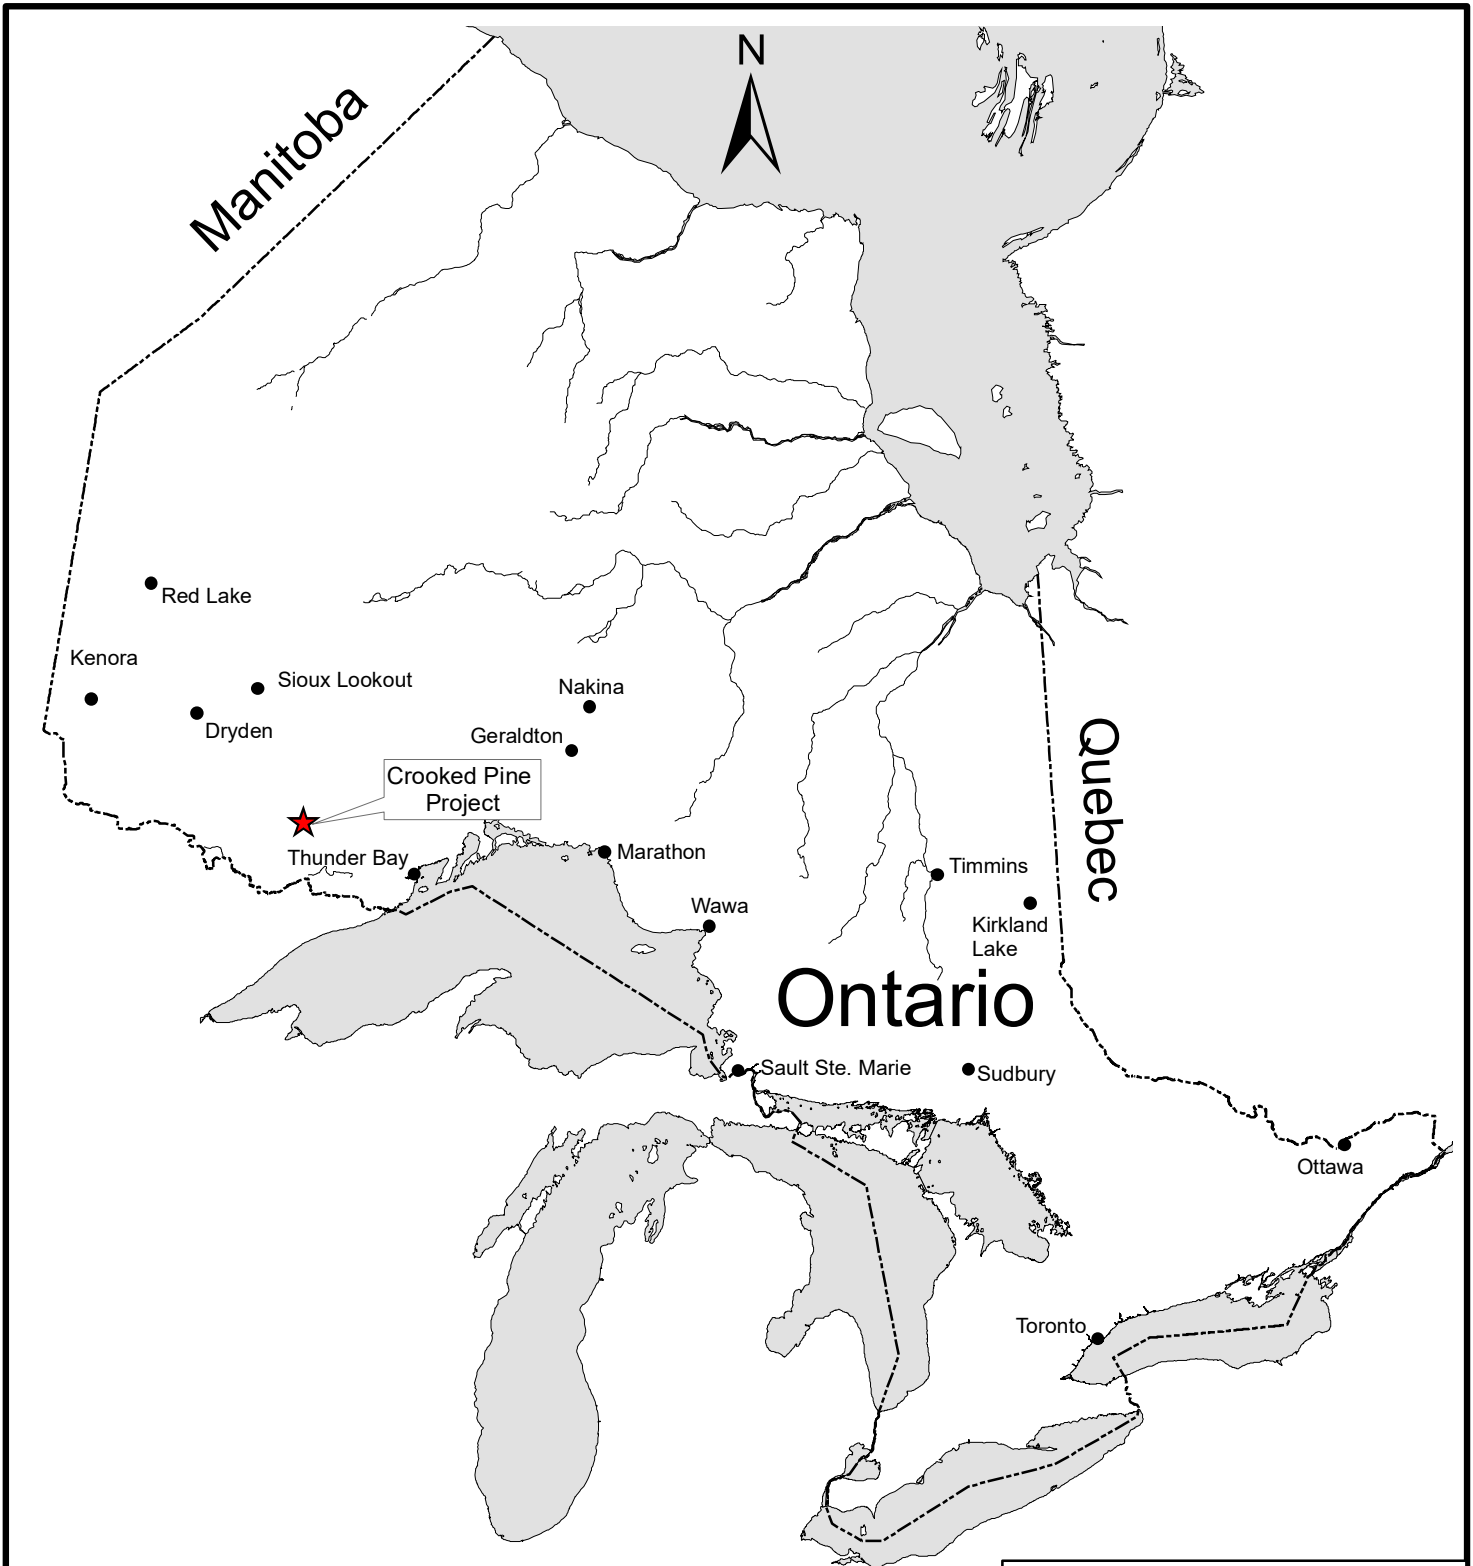 N
Manitoba
Red Lake
Kenora
Sioux Lookout
Nakina
Dryden
Geraldton
Quebec
Crooked Pine
Project
Thunder Bay
Marathon
Timmins
Wawa
Kirkland
Lake
Ontario
Sault Ste. Marie
Sudbury
Ottawa
Toronto